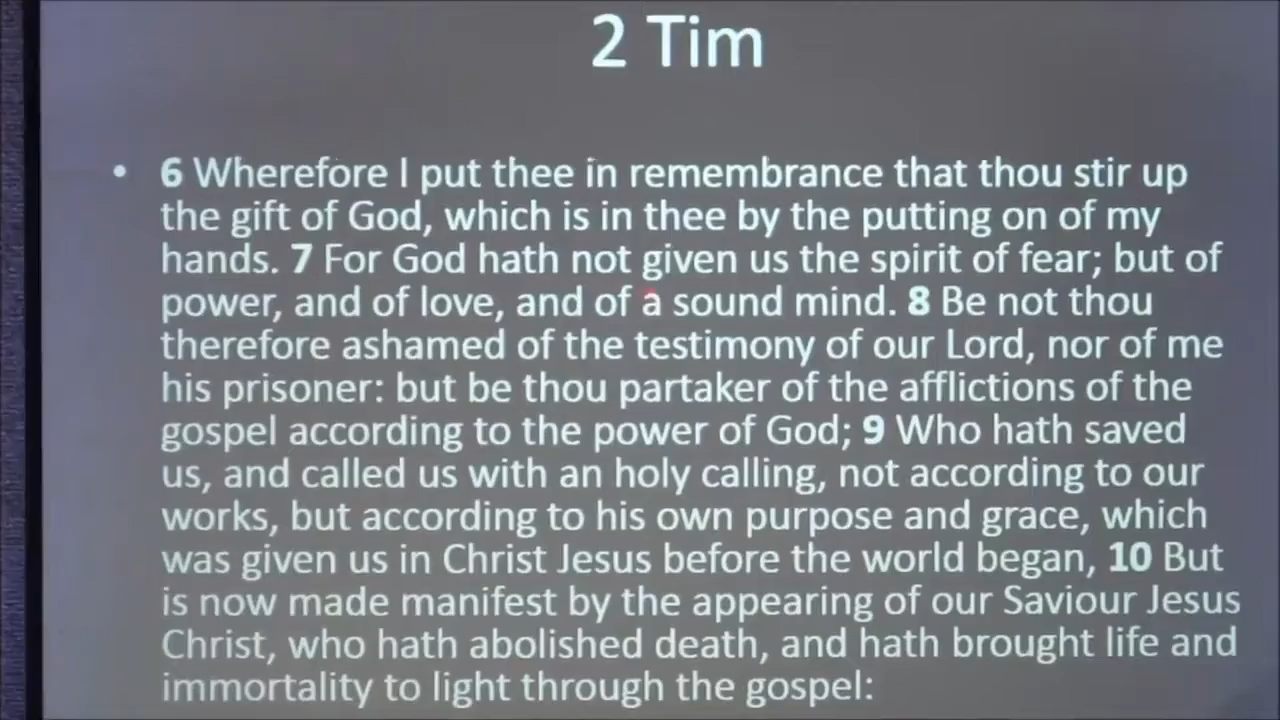 2 Tim
• 6 Wherefore I put thee in remembrance that thou stir up
the gift of God, which is in thee by the putting on of my
hands. 7 For God hath not given us the spirit of fear; but of
power, and of love, and of a sound mind. 8 Be not thou
therefore ashamed of the testimony of our Lord, nor of me
his prisoner: but be thou partaker of the afflictions of the
gospel according to the power of God; 9 Who hath saved
us, and called us with an holy calling, not according to our
works, but according to his own purpose and grace, which
was given us in Christ Jesus before the world began, 10 But
is now made manifest by the appearing of our Saviour Jesus
Christ, who hath abolished death, and hath brought life and
immortality to light through the gospel: